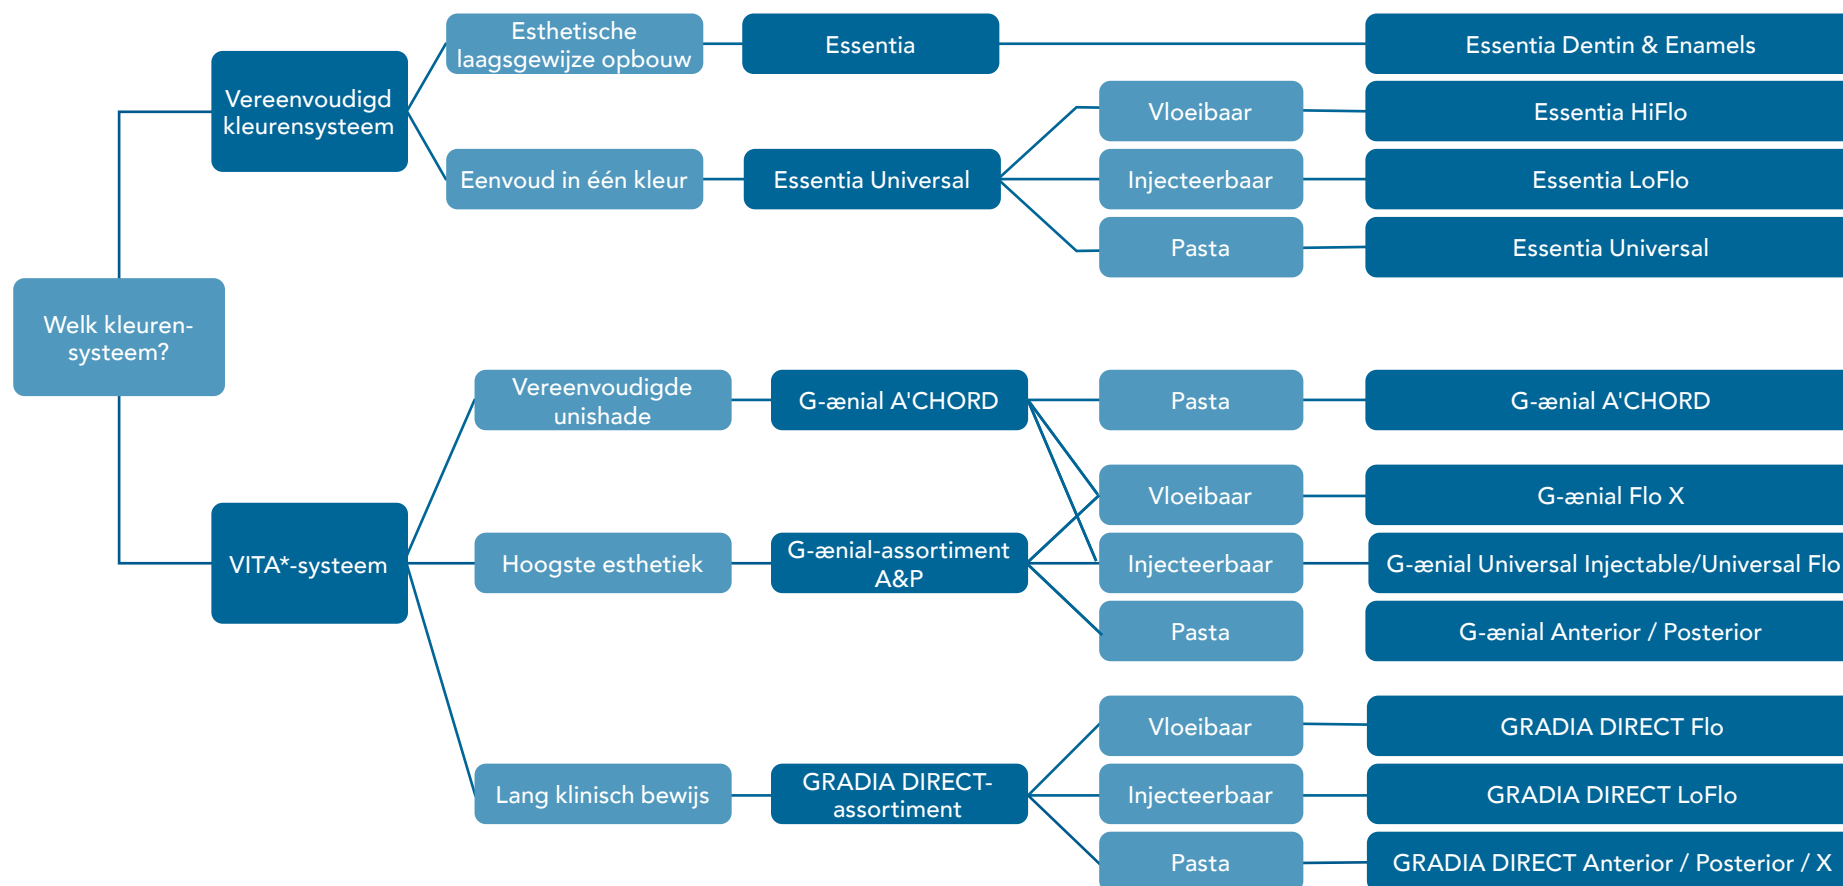 Welk kleuren-
systeem?
Vereenvoudigd
kleurensysteem
Esthetische
laagsgewijze opbouw
Essentia
Essentia Dentin & Enamels
Eenvoud in één kleur
Essentia Universal
Vloeibaar
Essentia HiFlo
Injecteerbaar
Essentia LoFlo
Pasta
Essentia Universal
VITA*-systeem
Vereenvoudigde
unishade
G-ænial A'CHORD
Pasta
G-ænial A'CHORD
Vloeibaar
G-ænial Flo X
Hoogste esthetiek
G-ænial-assortiment
A&P
Injecteerbaar
G-ænial Universal Injectable/Universal Flo
Pasta
G-ænial Anterior / Posterior
Lang klinisch bewijs
GRADIA DIRECT-
assortiment
Vloeibaar
GRADIA DIRECT Flo
Injecteerbaar
GRADIA DIRECT LoFlo
Pasta
GRADIA DIRECT Anterior / Posterior / X